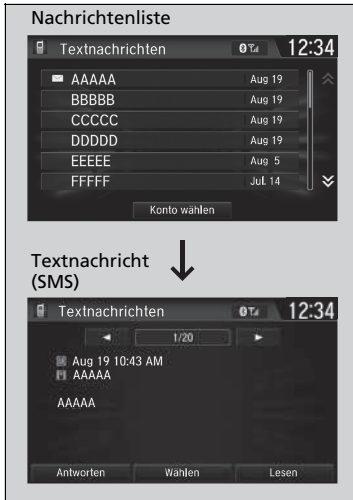 Nachrichtenliste
Textnachrichten 12:34
AAAAA Aug 19
BBBBB Aug 19
CCCCC Aug 19
DDDDD Aug 19
EEEEE Aug 5
FFFFF Jul. 14
Konto wählen
Textnachricht
(SMS)
Textnachrichten 12:34
1/20
Aug 19 10:43 AM
AAAAA
AAAAA
Antworten Wählen Lesen